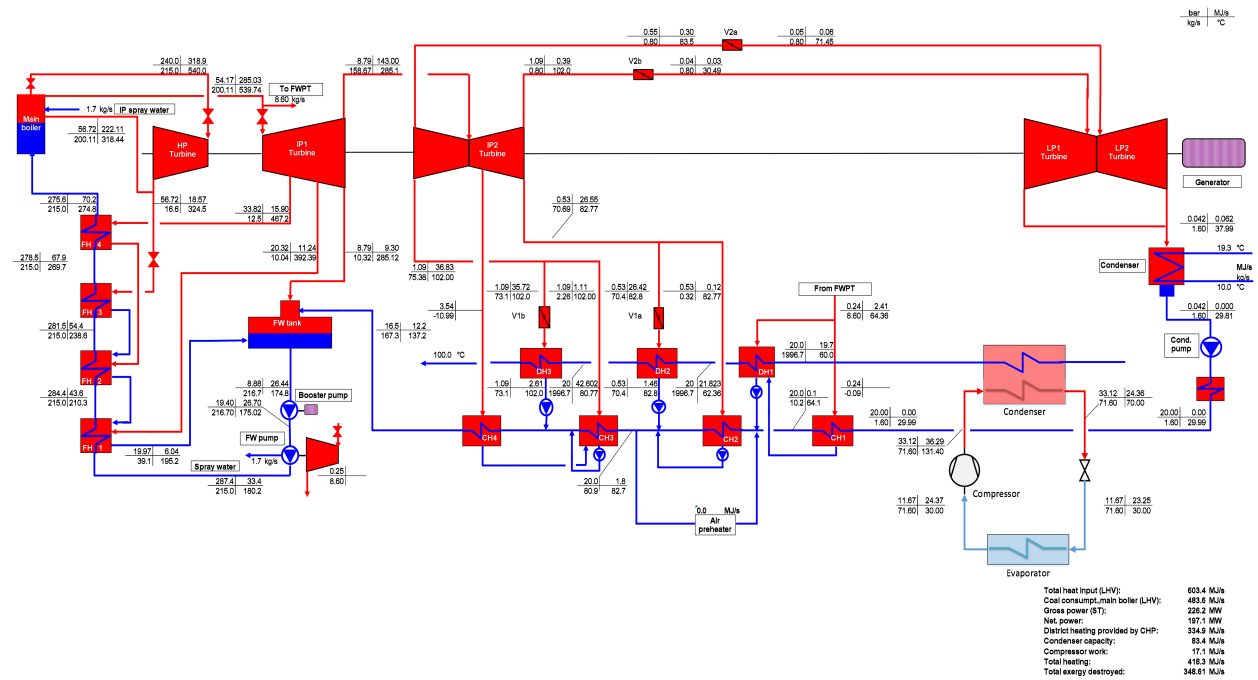 bar MJ/s
kg/s °C
0.55 0.30
0.80 83.5
V2a
0.05 0.06
0.80 71.45
240.0 318.9
215.0 540.0
54.17 285.03
200.11 539.74
To FWPT
8.60 kg/s
8.79 143.00
158.67 285.1
1.09 0.39
0.80 102.0
V2b
0.04 0.03
0.80 30.49
Main
boiler
1.7 kg/s
IP spray water
56.72 222.11
200.11 318.44
HP
Turbine
IP1
Turbine
IP2
Turbine
LP1
Turbine
LP2
Turbine
Generator
275.6 70.2
215.0 274.8
56.72 18.57
16.6 324.5
33.82 15.90
12.5 467.2
0.53 26.55
70.69 82.77
0.042 0.062
1.60 37.99
FH 4
20.32 11.24
10.04 392.39
8.79 9.30
10.32 285.12
278.5 67.9
215.0 269.7
1.09 36.83
75.38 102.00
Condenser
19.3 °C
MJ/s
kg/s
10.0 °C
1.09 35.72
73.1 102.0
1.09 1.11
2.26 102.00
0.53 26.42
70.4 82.8
0.53 0.12
0.32 82.77
From FWPT
FH 3
3.54
-10.99
V1b
V1a
0.24 2.41
8.60 64.36
0.042 0.000
1.60 29.81
281.5 54.4
215.0 238.6
FW tank
16.5 12.2
167.3 137.2
Cond.
pump
100.0 °C
DH3
DH2
DH1
20.0 19.7
1996.7 60.0
FH 2
8.88 26.44
216.7 174.8
Booster pump
1.09 2.61
73.1 102.0
20 42.602
1996.7 80.77
0.53 1.46
70.4 82.8
20 21.823
1996.7 62.36
20.0 0.1
10.2 64.1
0.24
-0.09
Condenser
33.12 24.36
71.60 70.00
284.4 43.6
215.0 210.3
19.40 26.70
216.70 175.02
20.00 0.00
1.60 29.99
20.00 0.00
1.60 29.99
FH 1
FW pump
CH4
CH3
CH2
CH1
33.12 36.29
71.60 131.40
19.97 6.04
39.1 195.2
Spray water
1.7 kg/s
0.25
8.60
287.4 33.4
215.0 180.2
20.0 1.8
80.9 82.7
Compressor
11.67 24.37
71.60 30.00
11.67 23.25
71.60 30.00
0.0 MJ/s
Air
preheater
Evaporator
Total heat input (LHV): 603.4 MJ/s
Coal consumpt.,main boiler (LHV): 483.6 MJ/s
Gross power (ST): 226.2 MW
Net. power: 197.1 MW
District heating provided by CHP: 334.9 MJ/s
Condenser capacity: 83.4 MJ/s
Compressor work: 17.1 MJ/s
Total heating: 418.3 MJ/s
Total exergy destroyed: 348.61 MJ/s